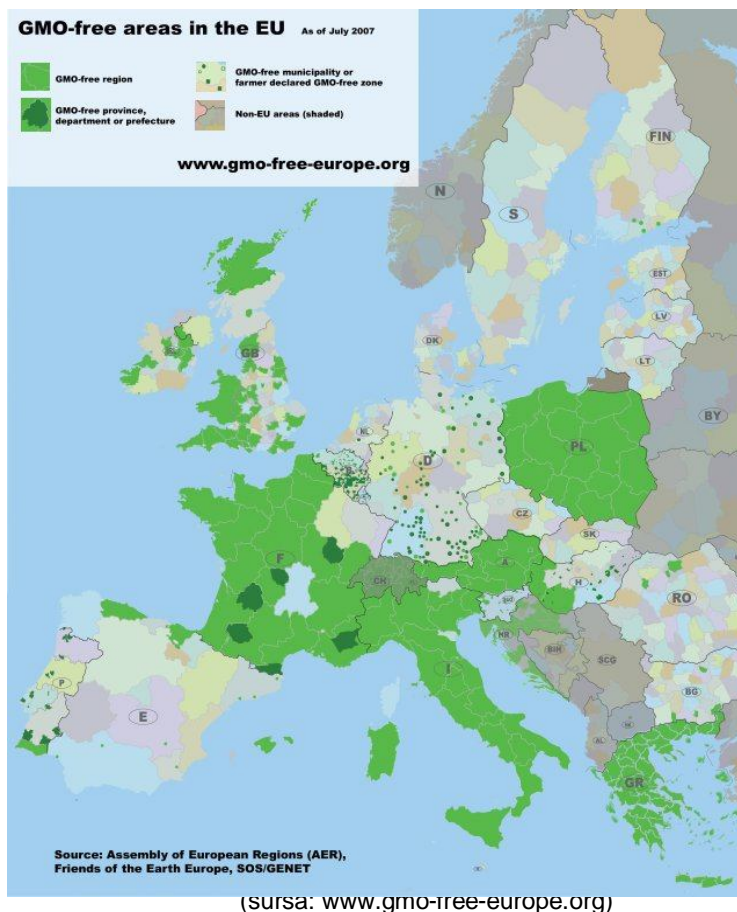 GMO-free areas in the EU As of July 2007
GMO-free region
GMO-free municipality or
farmer declared GMO-free zone
GMO-free province,
department or prefecture
Non-EU areas (shaded)
www.gmo-free-europe.org
FIN
N
S
EST
LV
DK
LT
GB
BY
NL
PL
D
B
CZ
SK
F
A
CH
H
RO
HR
BIH
SCG
I
P
BG
E
AL
GR
Source: Assembly of European Regions (AER),
Friends of the Earth Europe, SOS/GENET
(sursa: www.gmo-free-europe.org)